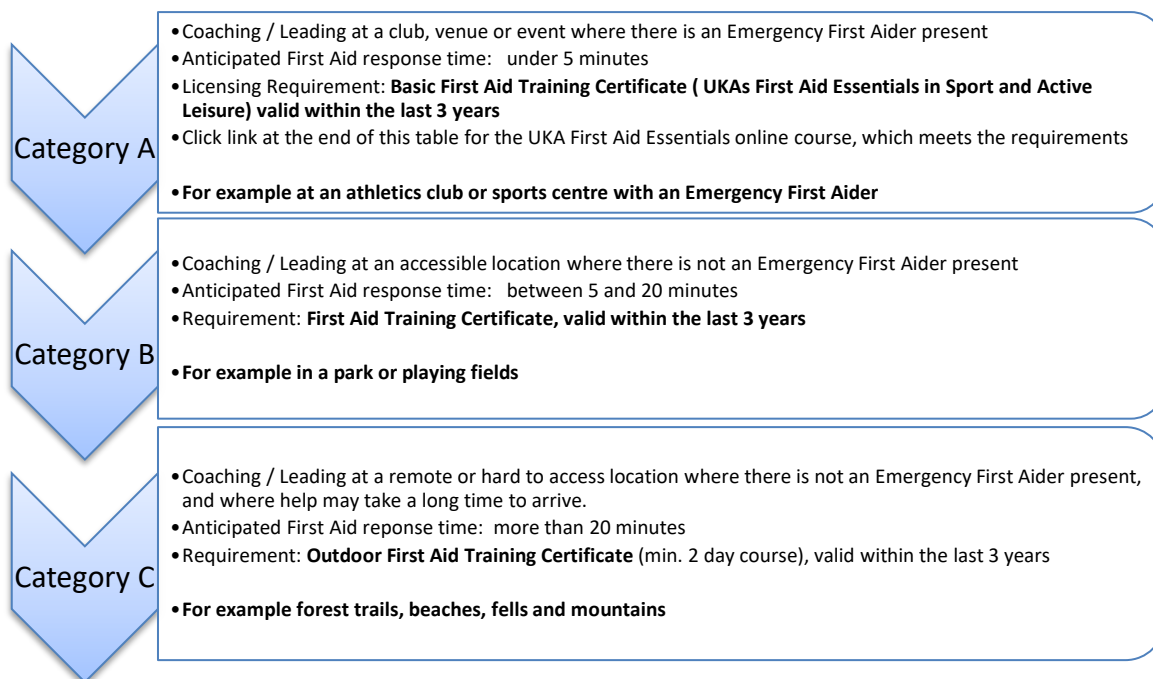 Category A
•Coaching / Leading at a club, venue or event where there is an Emergency First Aider present
•Anticipated First Aid response time:   under 5 minutes
•Licensing Requirement: Basic First Aid Training Certificate ( UKAs First Aid Essentials in Sport and Active
Leisure) valid within the last 3 years
•Click link at the end of this table for the UKA First Aid Essentials online course, which meets the requirements
•For example at an athletics club or sports centre with an Emergency First Aider
Category B
•Coaching / Leading at an accessible location where there is not an Emergency First Aider present
•Anticipated First Aid response time:   between 5 and 20 minutes
•Requirement: First Aid Training Certificate, valid within the last 3 years
•For example in a park or playing fields
Category C
•Coaching / Leading at a remote or hard to access location where there is not an Emergency First Aider present,
and where help may take a long time to arrive.
•Anticipated First Aid reponse time:  more than 20 minutes
•Requirement: Outdoor First Aid Training Certificate (min. 2 day course), valid within the last 3 years
•For example forest trails, beaches, fells and mountains